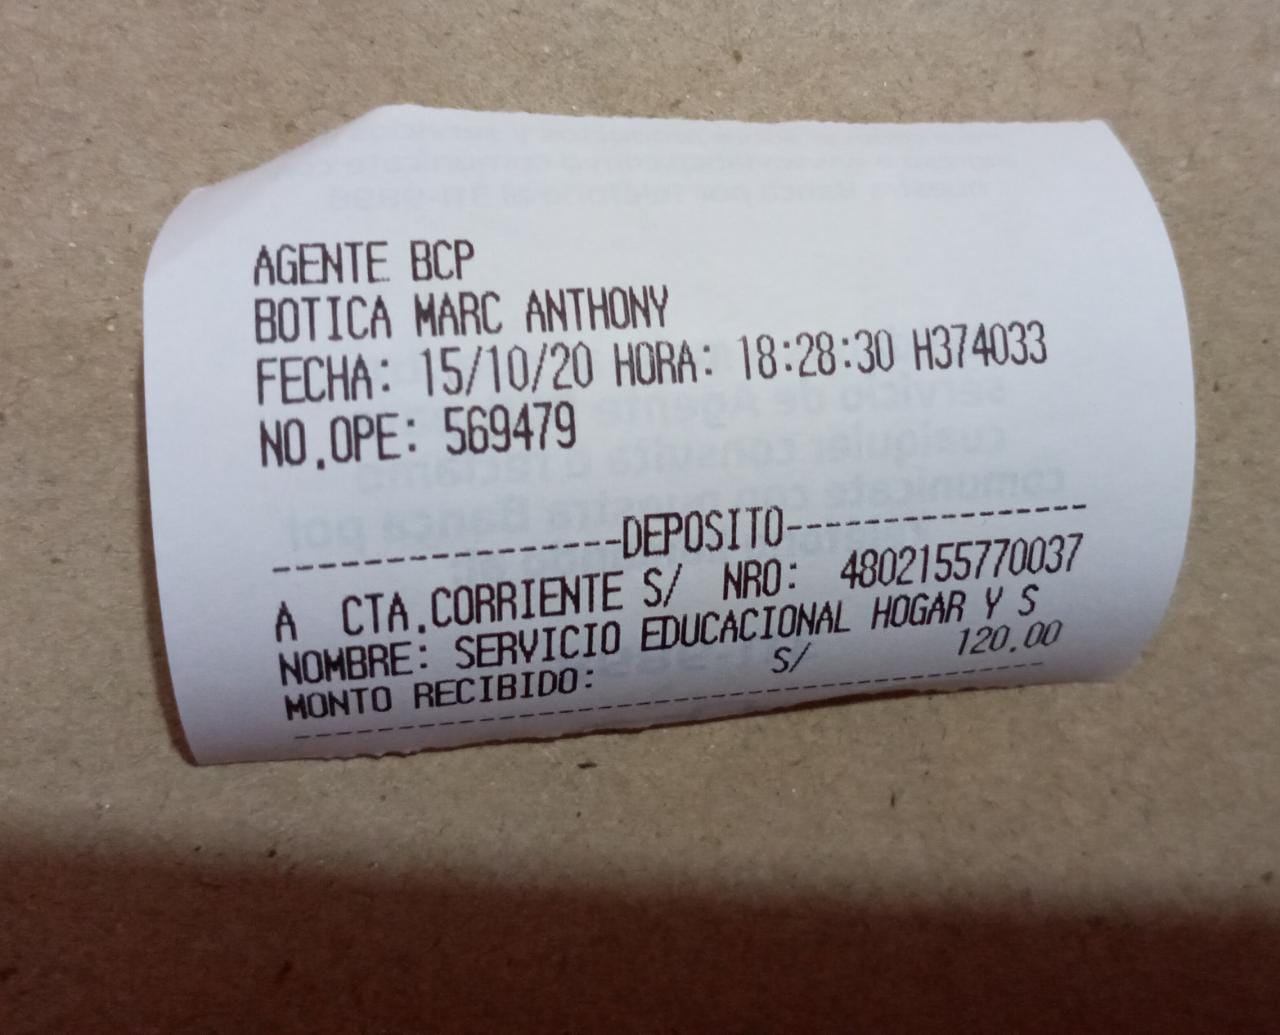 AGENTE BCP
BOTICA MARC ANTHONY
FECHA: 15/10/20 HORA: 18:28:30 H374033
NO.OPE: 569479
----------------DEPOSITO----------------
A CTA.CORRIENTE S/ NRO: 4802155770037
NOMBRE: SERVICIO EDUCACIONAL HOGAR Y S
MONTO RECIBIDO: S/ 120.00